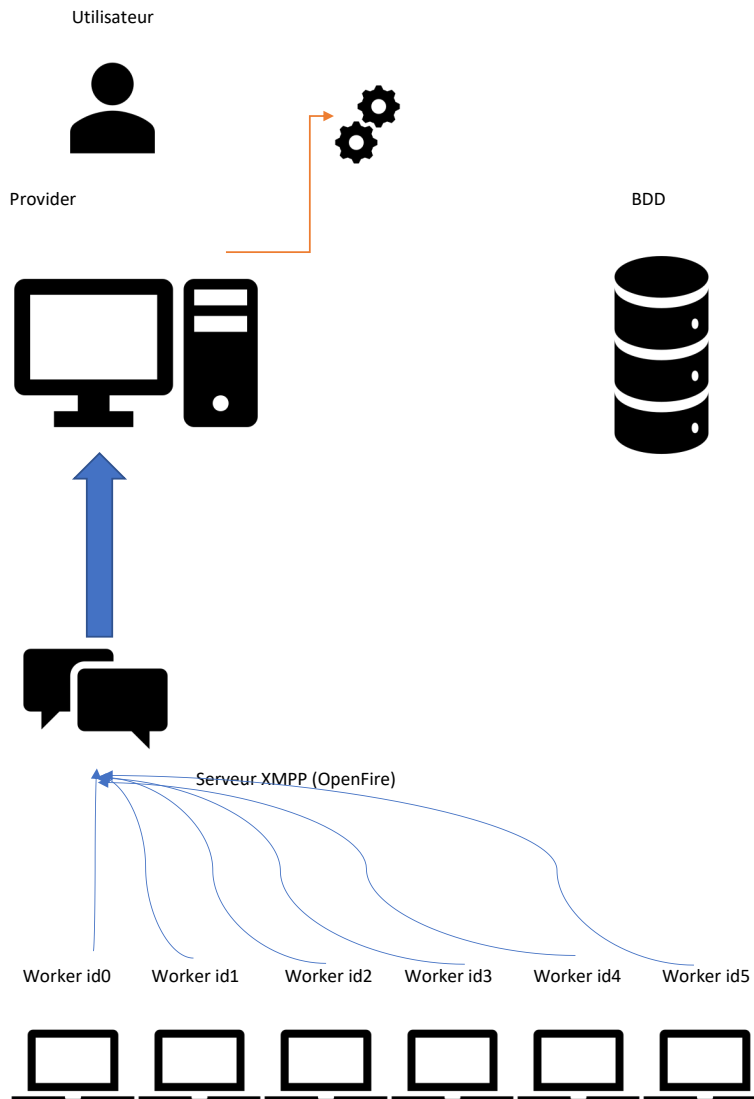 Utilisateur
Provider
BDD
Serveur XMPP (OpenFire)
Worker id0
Worker id1
Worker id2
Worker id3
Worker id4
Worker id5